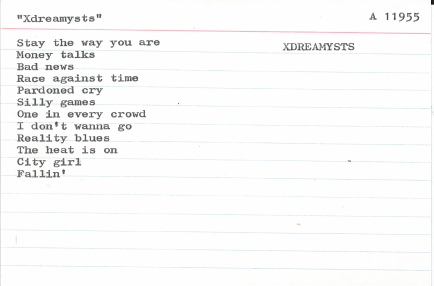 "Xdreamysts" A 11955
Stay the way you are XDREAMYSTS
Money talks
Bad news
Race against time
Pardoned cry
Silly games
One in every crowd
I don't wanna go
Reality blues
The heat is on
City girl
Fallin'